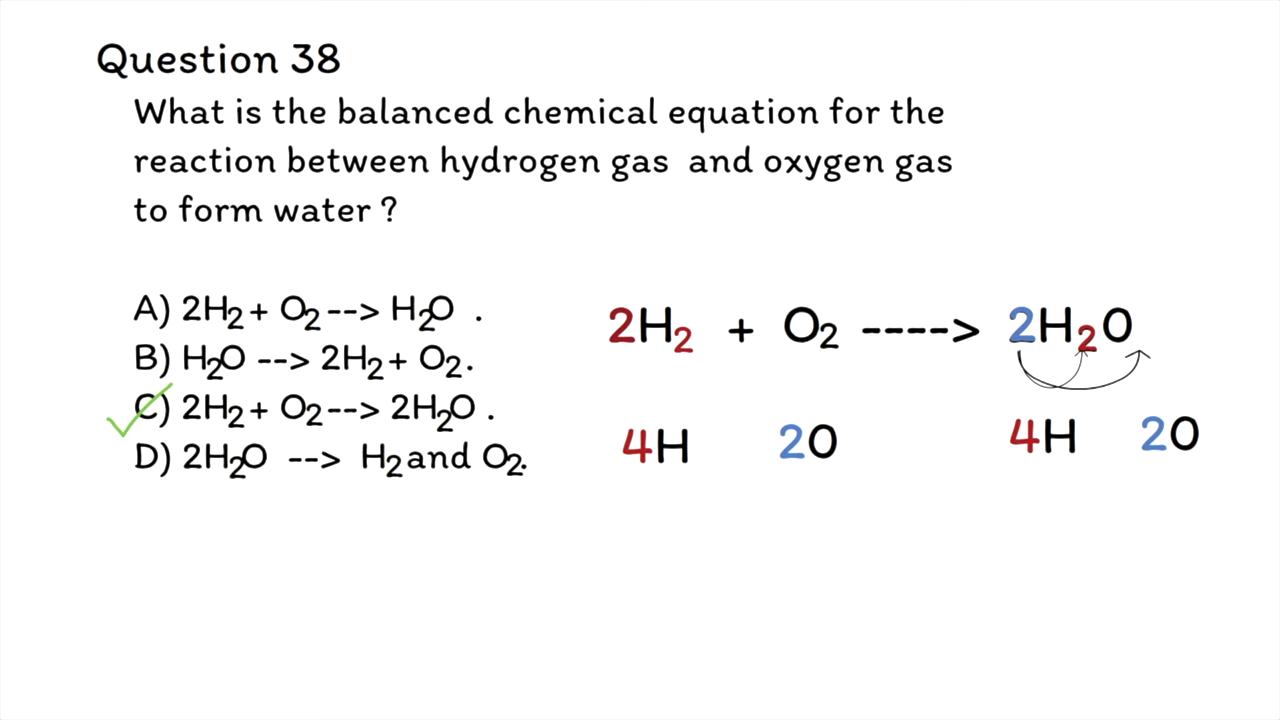 Question 38
What is the balanced chemical equation for the
reaction between hydrogen gas and oxygen gas
to form water ?
A) 2H₂ + O₂ --> H₂O .
B) H₂O --> 2H₂ + O₂.
C) 2H₂ + O₂ --> 2H₂O .
D) 2H₂O --> H₂ and O₂.
2H₂ + O₂ ----> 2H₂O
4H 2O 4H 2O